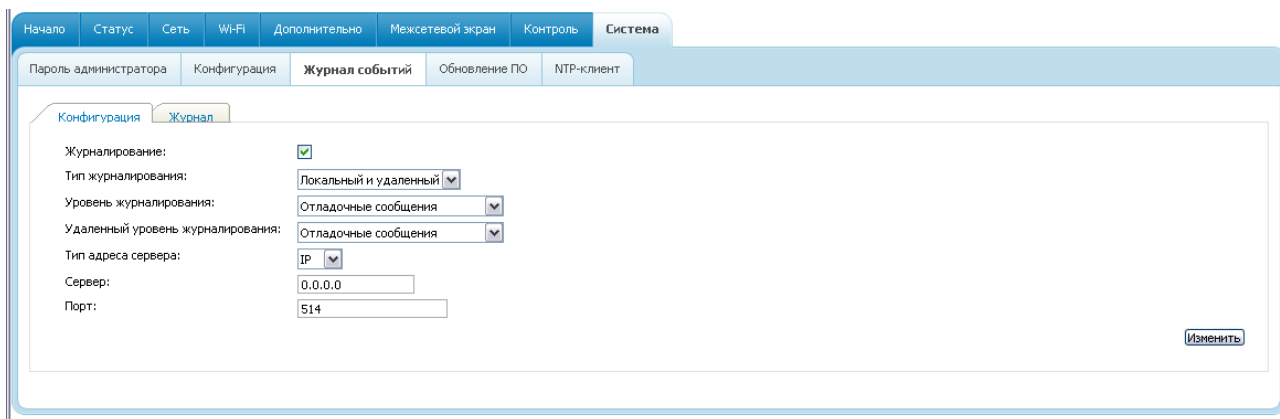 Начало Статус Сеть Wi-Fi Дополнительно Межсетевой экран Контроль Система
Пароль администратора Конфигурация Журнал событий Обновление ПО NTP-клиент
Конфигурация Журнал
Журналирование:
Тип журналирования: Локальный и удаленный
Уровень журналирования: Отладочные сообщения
Удаленный уровень журналирования: Отладочные сообщения
Тип адреса сервера: IP
Сервер: 0.0.0.0
Порт: 514
Изменить